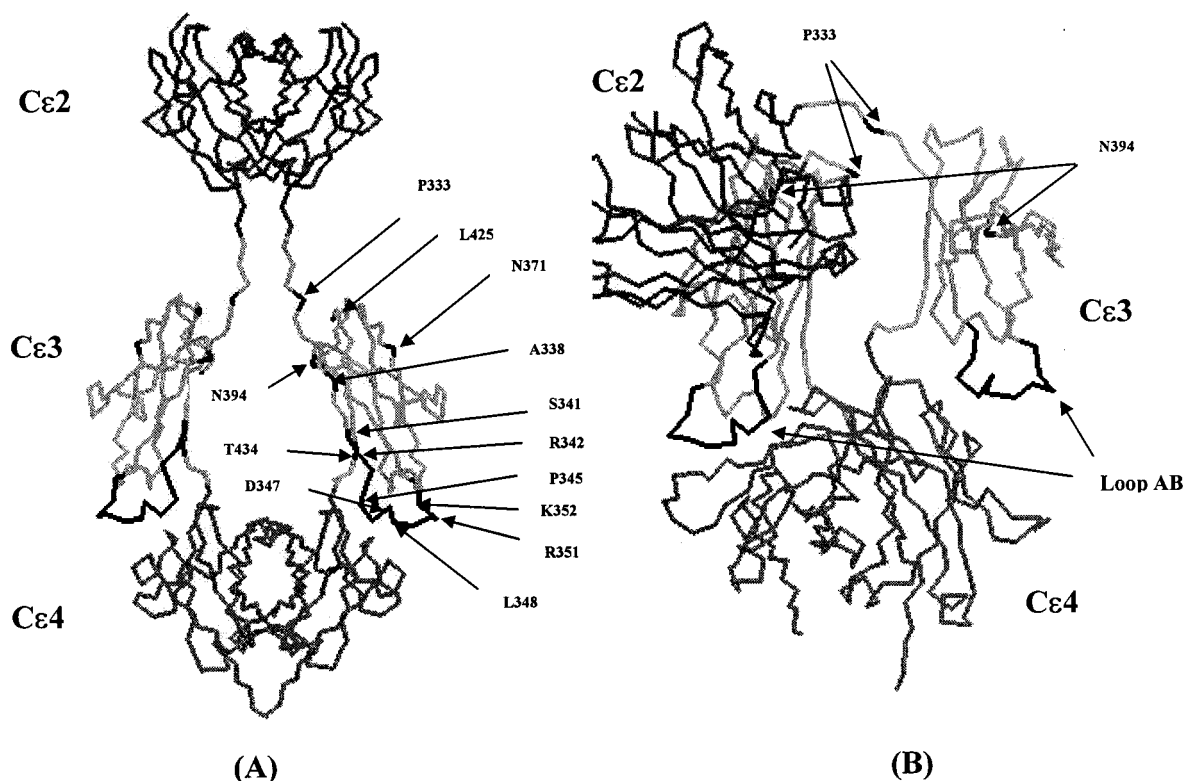 Cε2
P333
L425
N371
Cε3
A338
N394
S341
T434
R342
P345
D347
K352
R351
L348
Cε4
(A)
P333
Cε2
N394
Cε3
Loop AB
Cε4
(B)